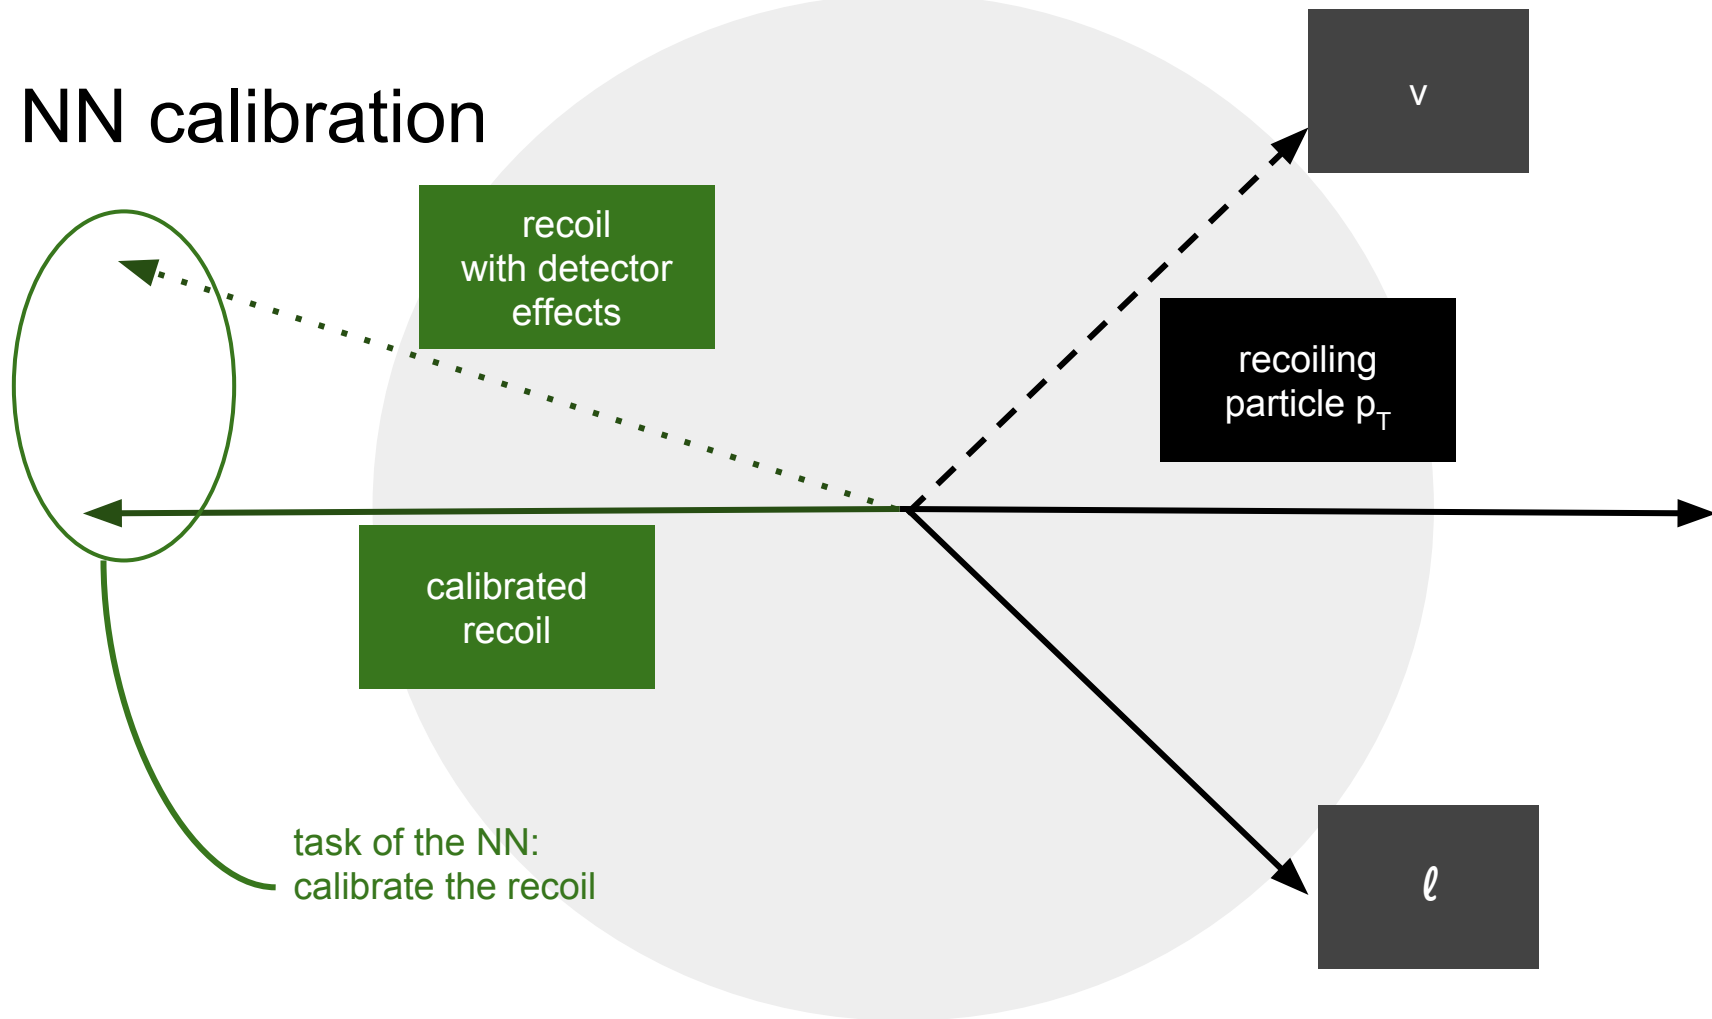 NN calibration
v
recoil
with detector
effects
recoiling
particle pT
calibrated
recoil
task of the NN:
calibrate the recoil
ℓ